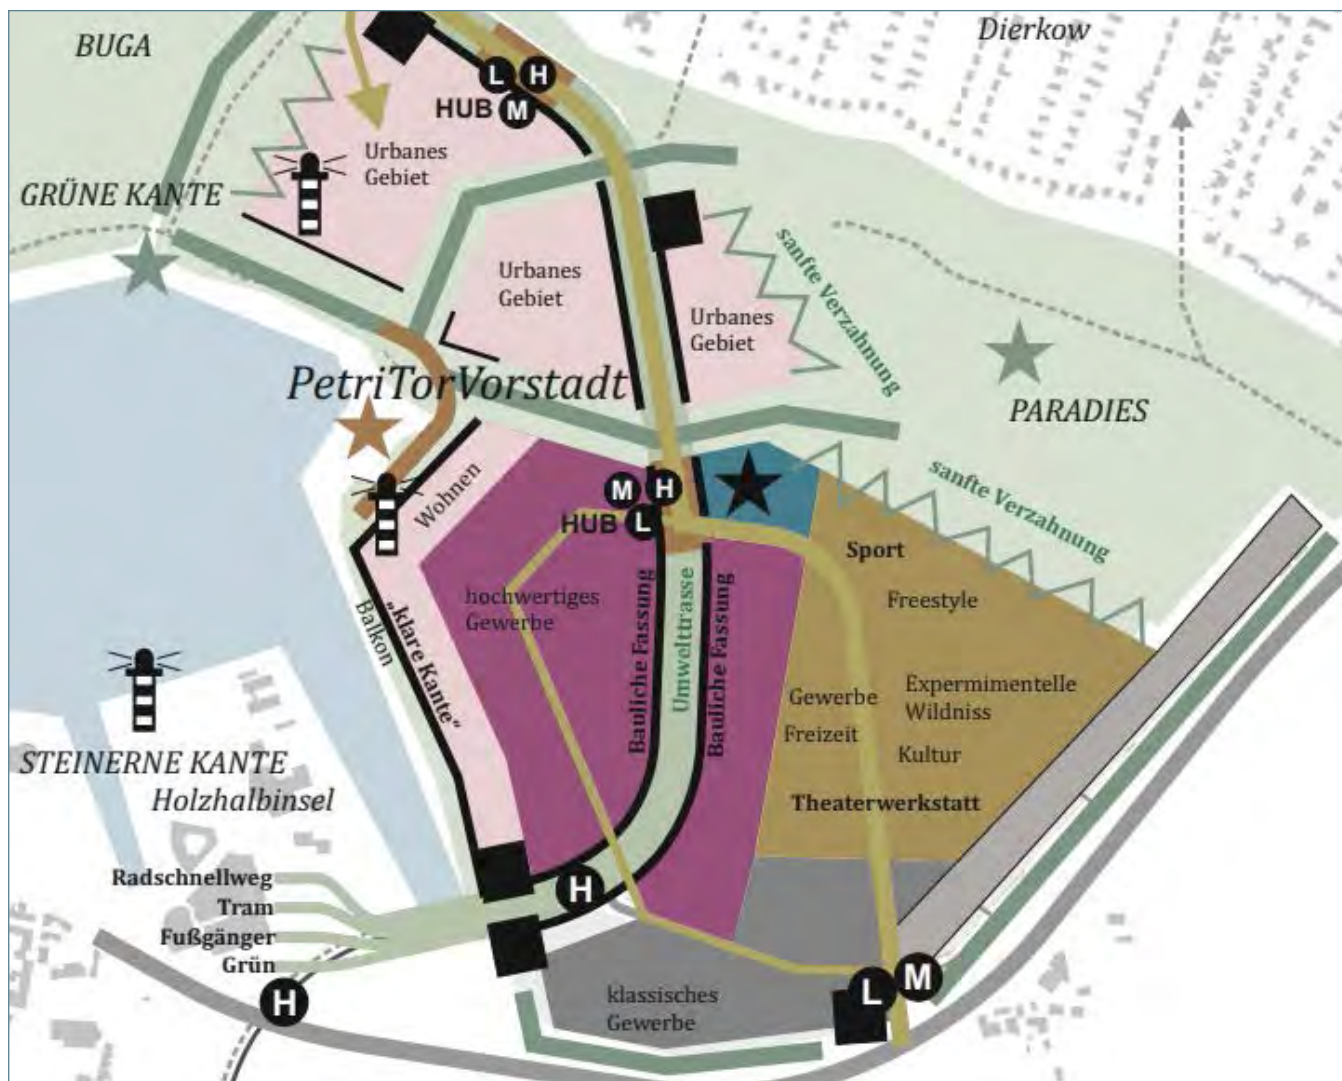 BUGA
Dierkow
L
H
HUB
M
Urbanes
Gebiet
GRÜNE KANTE
sanfte Verzahnung
Urbanes
Gebiet
Urbanes
Gebiet
PetriTorVorstadt
PARADIES
sanfte Verzahnung
Wohnen
M
H
HUB
L
Sport
Freestyle
hochwertiges
Gewerbe
Balkon
„klare Kante“
Bauliche Fassung
Umwelttrasse
Bauliche Fassung
Gewerbe
Expermimentelle
Wildniss
Freizeit
Kultur
Theaterwerkstatt
STEINERNE KANTE
Holzhalbinsel
Radschnellweg
Tram
Fußgänger
Grün
H
H
klassisches
Gewerbe
L
M